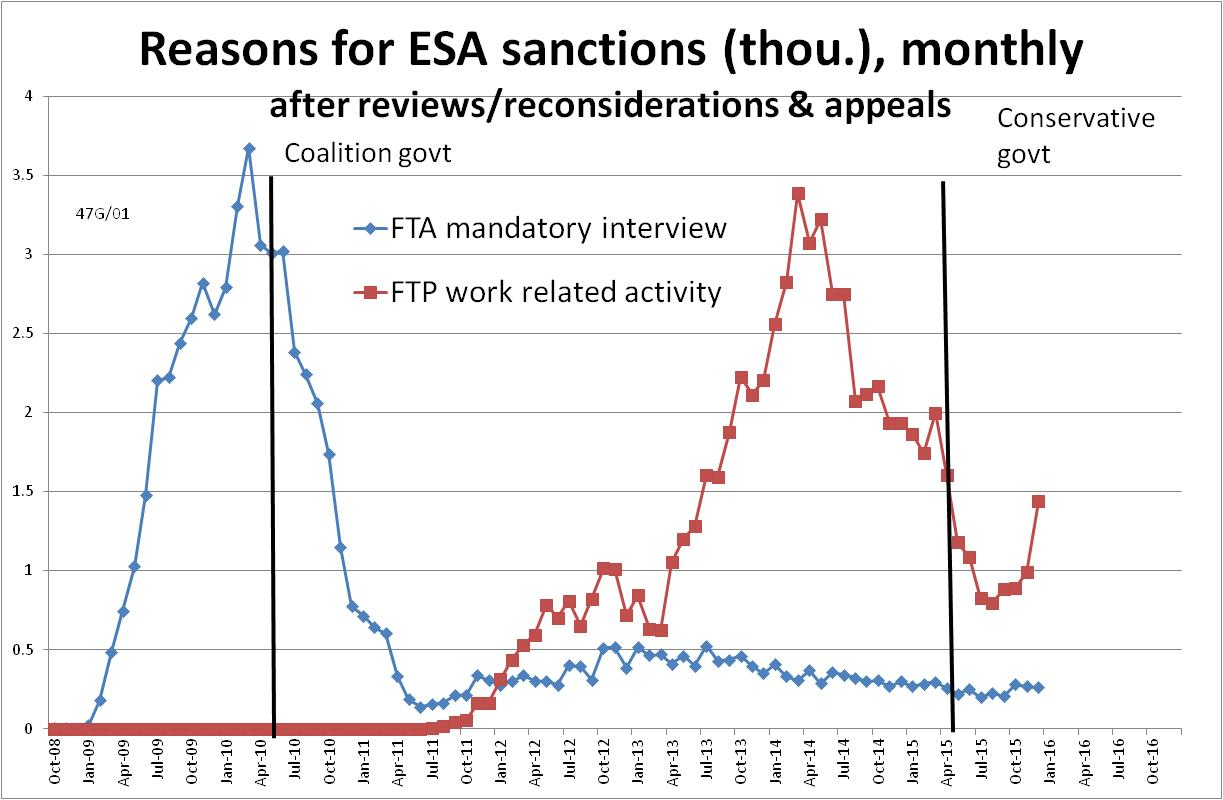 Reasons for ESA sanctions (thou.), monthly
after reviews/reconsiderations & appeals
4
3.5
3
2.5
2
1.5
1
0.5
0
Coalition govt
Conservative
govt
47G/01
FTA mandatory interview
FTP work related activity
Oct-08
Jan-09
Apr-09
Jul-09
Oct-09
Jan-10
Apr-10
Jul-10
Oct-10
Jan-11
Apr-11
Jul-11
Oct-11
Jan-12
Apr-12
Jul-12
Oct-12
Jan-13
Apr-13
Jul-13
Oct-13
Jan-14
Apr-14
Jul-14
Oct-14
Jan-15
Apr-15
Jul-15
Oct-15
Jan-16
Apr-16
Jul-16
Oct-16